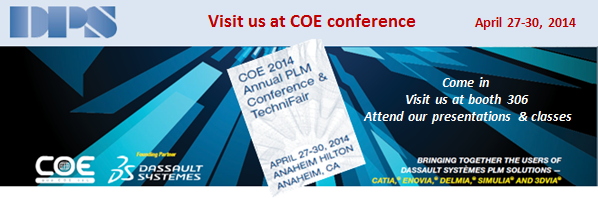 DPS
Visit us at COE conference
April 27-30, 2014
COE 2014
Annual PLM
Conference &
TechniFair
APRIL 27-30, 2014
ANAHEIM HILTON
ANAHEIM, CA
Come in
Visit us at booth 306
Attend our presentations & classes
COE
Founding Partner
3DS DASSAULT
SYSTEMES
BRINGING TOGETHER THE USERS OF
DASSAULT SYSTÈMES PLM SOLUTIONS —
CATIA,® ENOVIA,® DELMIA,® SIMULIA® AND 3DVIA®